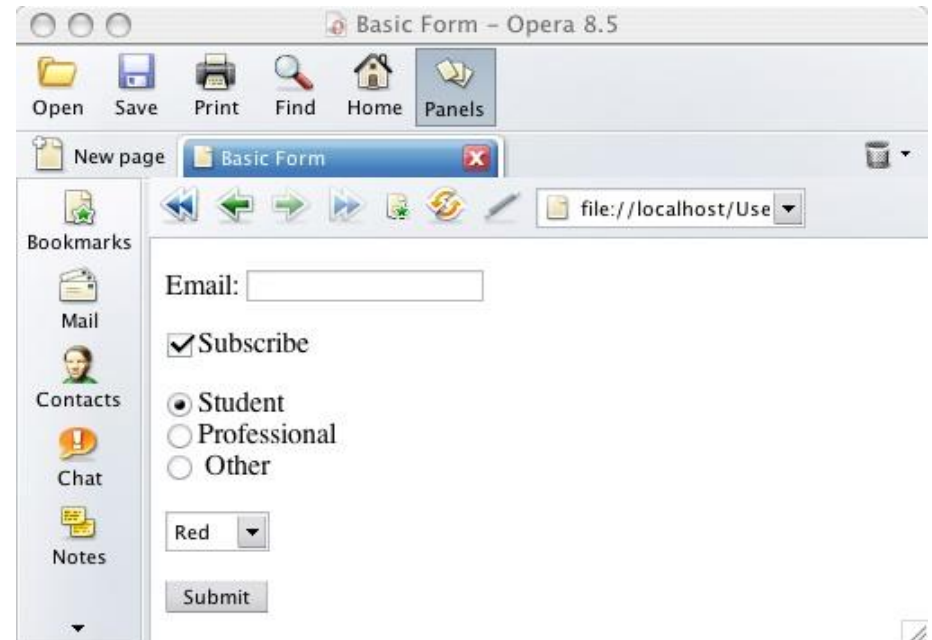 Basic Form – Opera 8.5
Open Save Print Find Home Panels
New page Basic Form
file://localhost/Use
Bookmarks
Mail
Contacts
Chat
Notes
Email:
Subscribe
Student
Professional
Other
Red
Submit